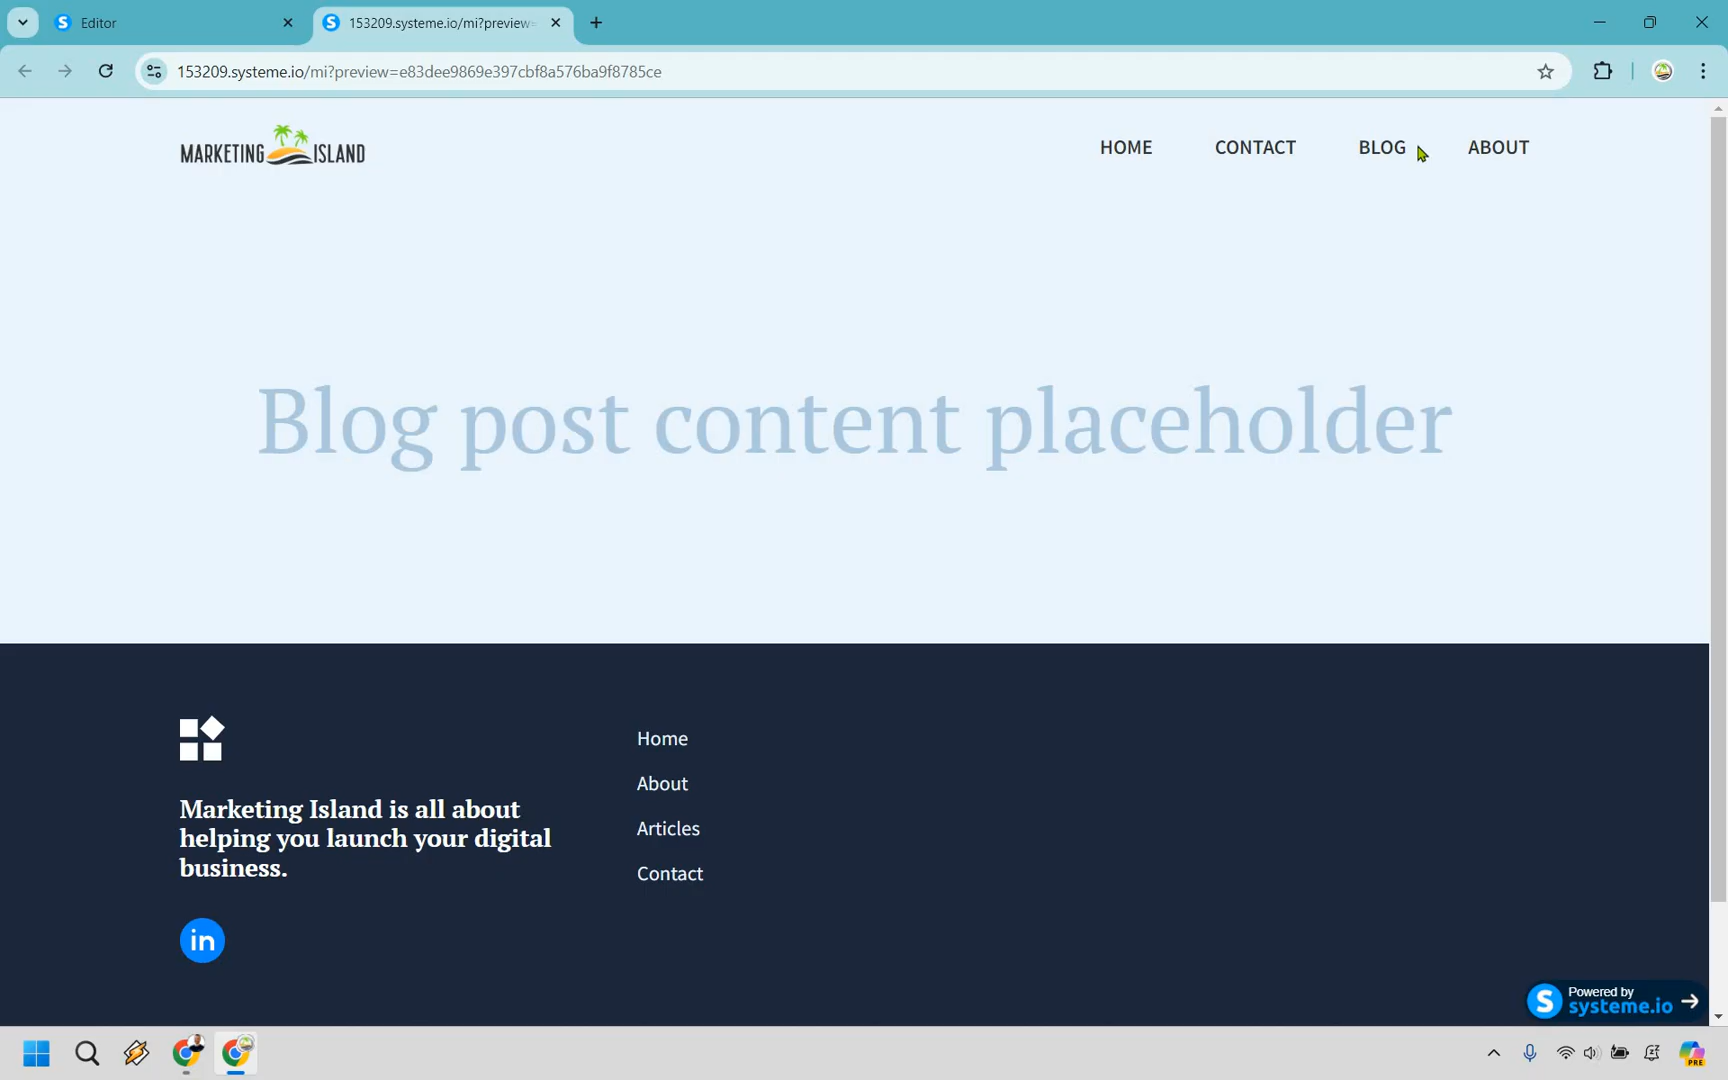 Editor
153209.systeme.io/mi?preview=
153209.systeme.io/mi?preview=e83dee9869e397cbf8a576ba9f8785ce
MARKETING ISLAND
HOME CONTACT BLOG ABOUT
Blog post content placeholder
Marketing Island is all about
helping you launch your digital
business.
in
Home
About
Articles
Contact
S
Powered by
systeme.io
PRE